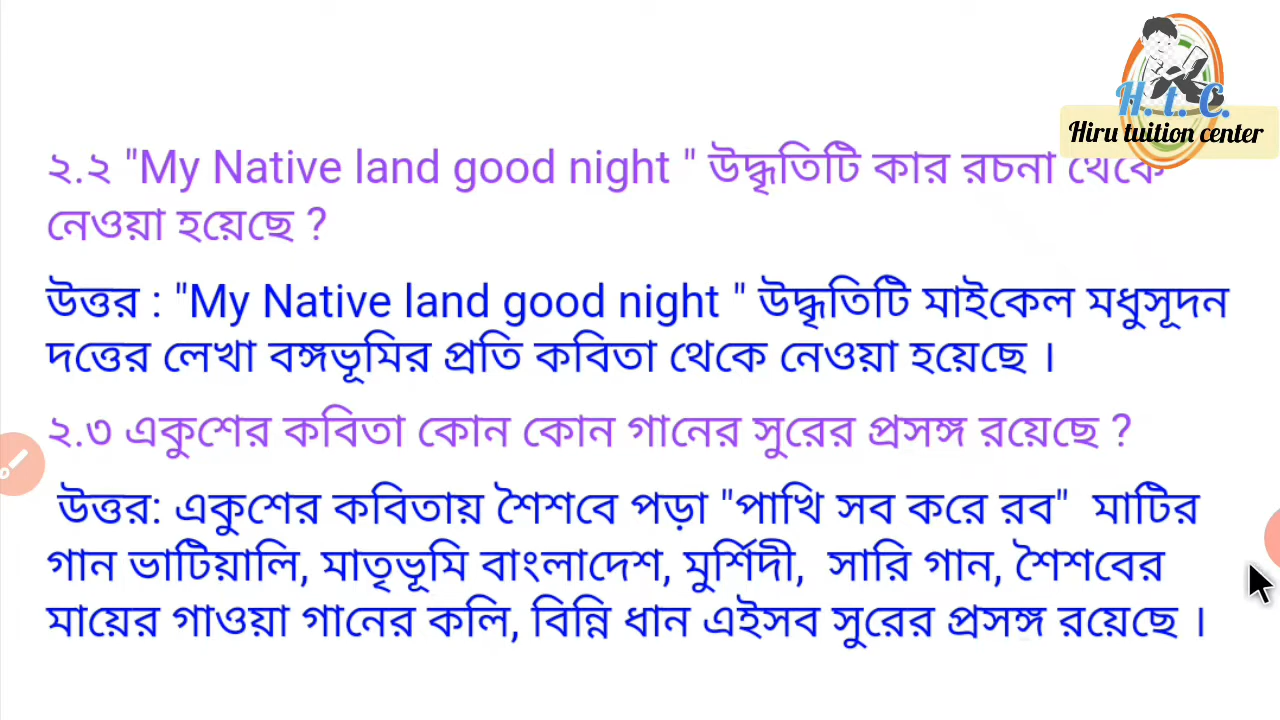 H. t. C.
Hiru tuition center
২.২ "My Native land good night " উদ্ধৃতিটি কার রচনা থেকে
নেওয়া হয়েছে ?
উত্তর : "My Native land good night " উদ্ধৃতিটি মাইকেল মধুসূদন
দত্তের লেখা বঙ্গভূমির প্রতি কবিতা থেকে নেওয়া হয়েছে ।
২.৩ একুশের কবিতা কোন কোন গানের সুরের প্রসঙ্গ রয়েছে ?
উত্তর: একুশের কবিতায় শৈশবে পড়া "পাখি সব করে রব" মাটির
গান ভাটিয়ালি, মাতৃভূমি বাংলাদেশ, মুর্শিদী, সারি গান, শৈশবের
মায়ের গাওয়া গানের কলি, বিন্নি ধান এইসব সুরের প্রসঙ্গ রয়েছে ।